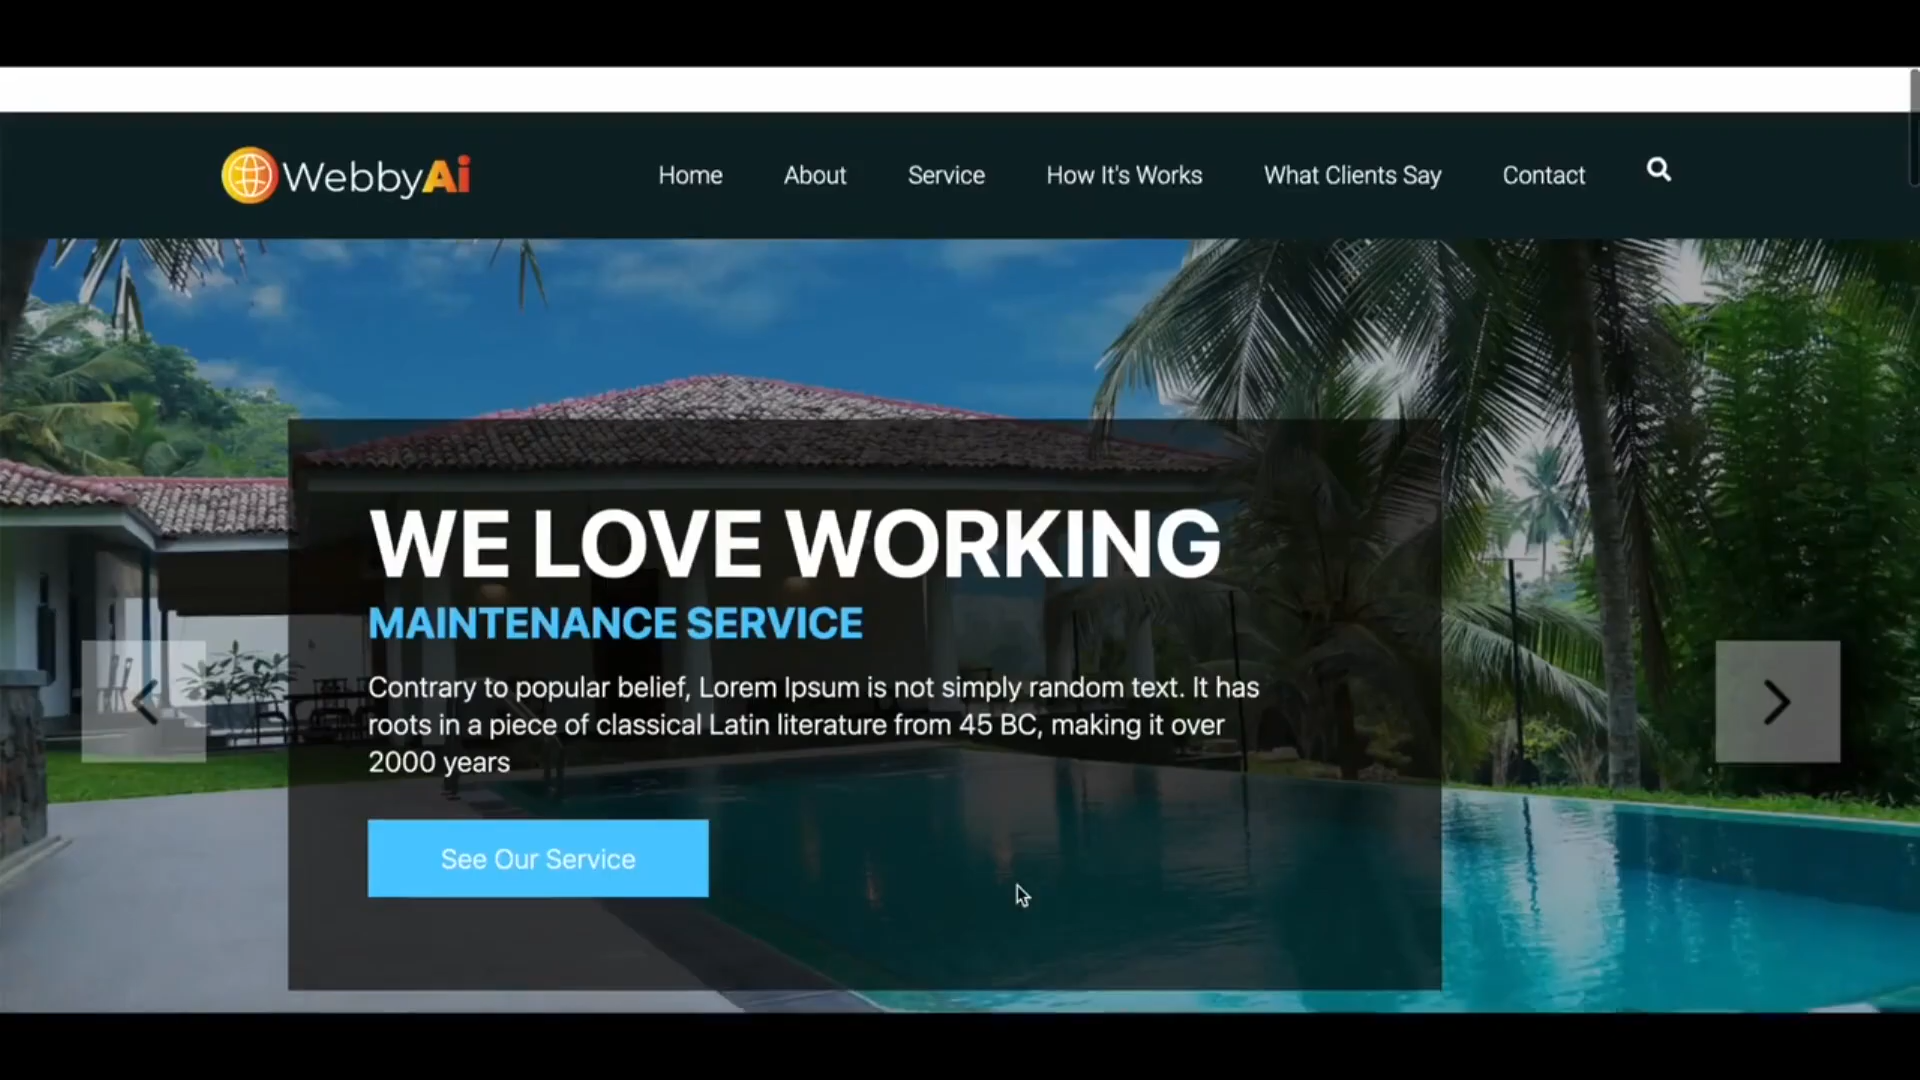 WebbyAi
Home About Service How It's Works What Clients Say Contact
WE LOVE WORKING
MAINTENANCE SERVICE
Contrary to popular belief, Lorem Ipsum is not simply random text. It has
roots in a piece of classical Latin literature from 45 BC, making it over
2000 years
See Our Service